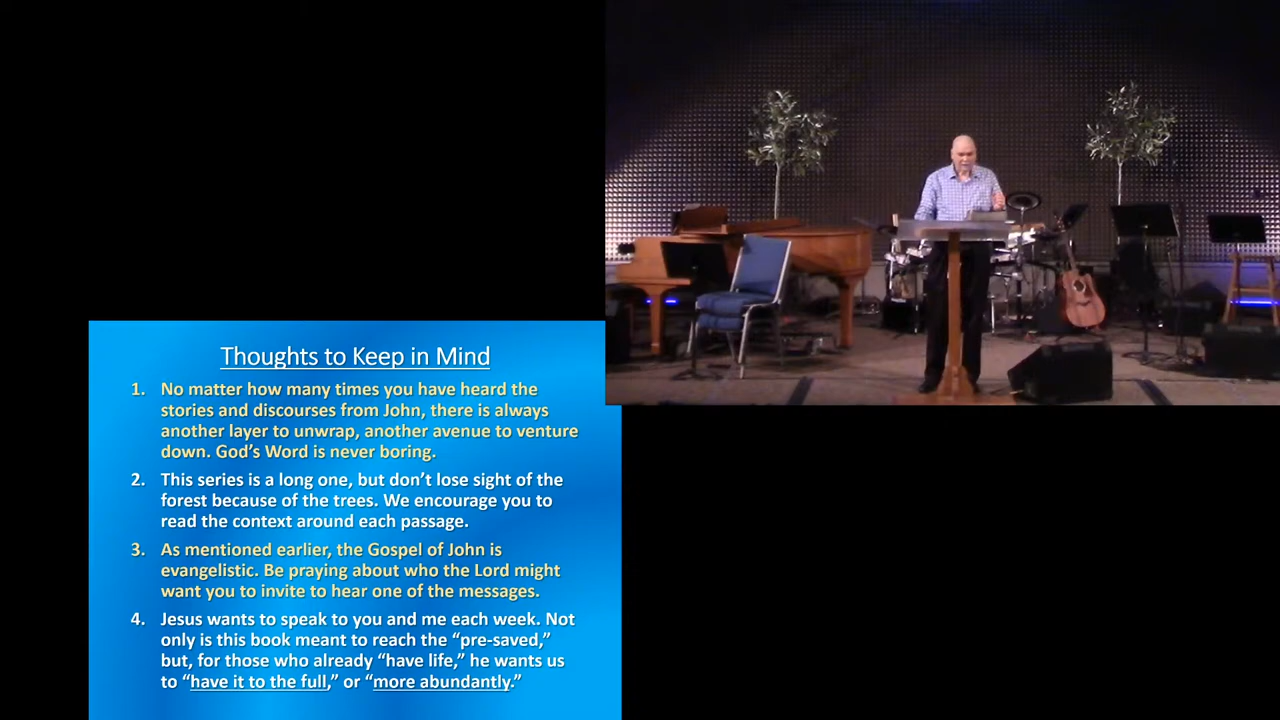 Thoughts to Keep in Mind
1. No matter how many times you have heard the
stories and discourses from John, there is always
another layer to unwrap, another avenue to venture
down. God’s Word is never boring.
2. This series is a long one, but don’t lose sight of the
forest because of the trees. We encourage you to
read the context around each passage.
3. As mentioned earlier, the Gospel of John is
evangelistic. Be praying about who the Lord might
want you to invite to hear one of the messages.
4. Jesus wants to speak to you and me each week. Not
only is this book meant to reach the “pre-saved,”
but, for those who already “have life,” he wants us
to “have it to the full,” or “more abundantly.”